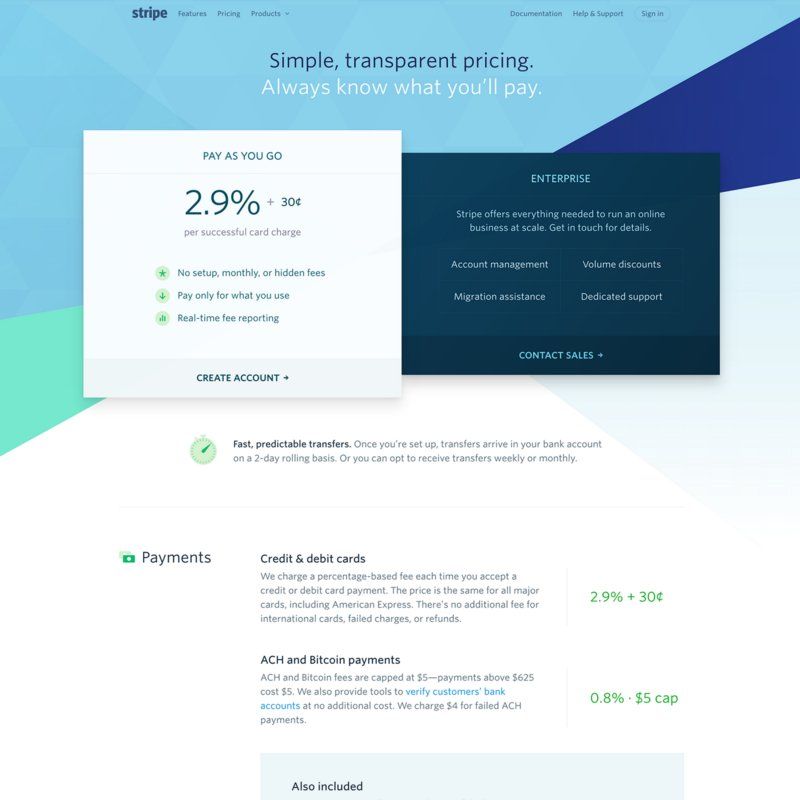 stripe Features Pricing Products Documentation Help & Support Sign in
Simple, transparent pricing.
Always know what you'll pay.
PAY AS YOU GO
2.9% + 30¢
per successful card charge
No setup, monthly, or hidden fees
Pay only for what you use
Real-time fee reporting
CREATE ACCOUNT →
ENTERPRISE
Stripe offers everything needed to run an online
business at scale. Get in touch for details.
Account management Volume discounts
Migration assistance Dedicated support
CONTACT SALES →
Fast, predictable transfers. Once you're set up, transfers arrive in your bank account
on a 2-day rolling basis. Or you can opt to receive transfers weekly or monthly.
Payments
Credit & debit cards
We charge a percentage-based fee each time you accept a
credit or debit card payment. The price is the same for all major
cards, including American Express. There's no additional fee for
international cards, failed charges, or refunds.
2.9% + 30¢
ACH and Bitcoin payments
ACH and Bitcoin fees are capped at $5—payments above $625
cost $5. We also provide tools to verify customers' bank
accounts at no additional cost. We charge $4 for failed ACH
payments.
0.8% · $5 cap
Also included